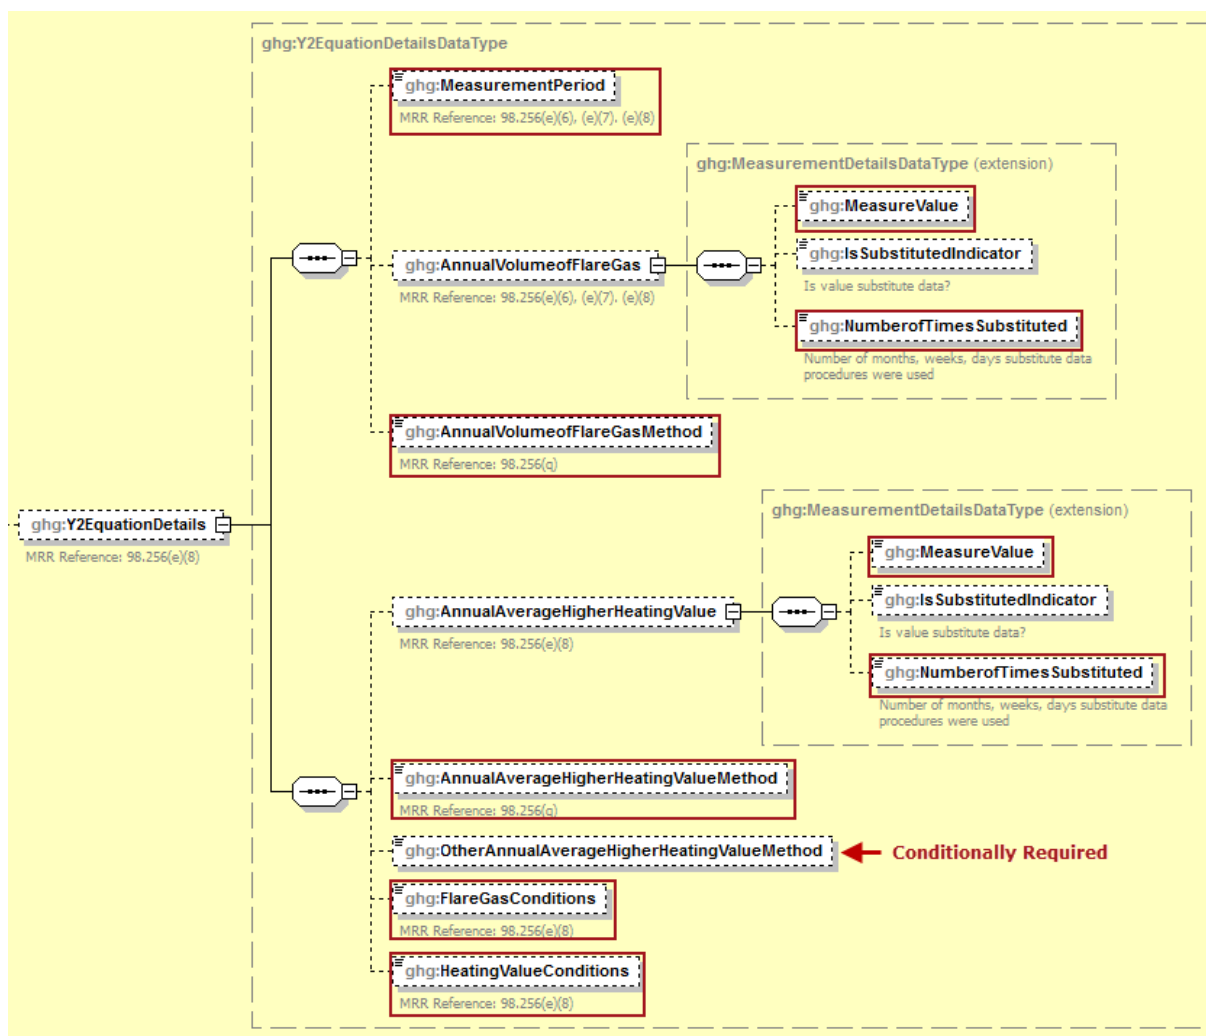 ghg:Y2EquationDetailsDataType
ghg:MeasurementPeriod
MRR Reference: 98.256(e)(6), (e)(7). (e)(8)
ghg:MeasurementDetailsDataType (extension)
ghg:MeasureValue
ghg:AnnualVolumeofFlareGas
MRR Reference: 98.256(e)(6), (e)(7). (e)(8)
ghg:IsSubstitutedIndicator
Is value substitute data?
ghg:NumberofTimesSubstituted
Number of months, weeks, days substitute data
procedures were used
ghg:AnnualVolumeofFlareGasMethod
MRR Reference: 98.256(q)
ghg:Y2EquationDetails
MRR Reference: 98.256(e)(8)
ghg:MeasurementDetailsDataType (extension)
ghg:MeasureValue
ghg:AnnualAverageHigherHeatingValue
MRR Reference: 98.256(e)(8)
ghg:IsSubstitutedIndicator
Is value substitute data?
ghg:NumberofTimesSubstituted
Number of months, weeks, days substitute data
procedures were used
ghg:AnnualAverageHigherHeatingValueMethod
MRR Reference: 98.256(q)
ghg:OtherAnnualAverageHigherHeatingValueMethod
Conditionally Required
ghg:FlareGasConditions
MRR Reference: 98.256(e)(8)
ghg:HeatingValueConditions
MRR Reference: 98.256(e)(8)